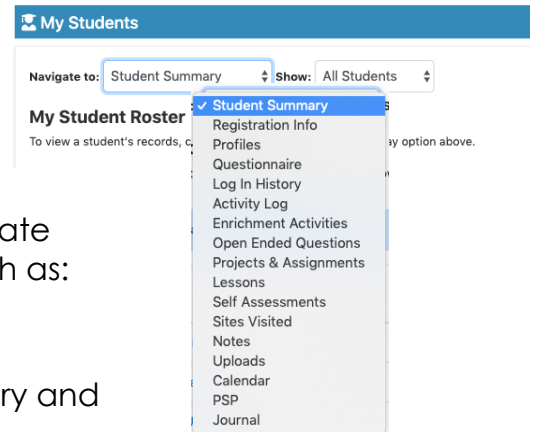 My Students
Navigate to: Student Summary Show: All Students
My Student Roster
To view a student's records, c
ay option above.
✓ Student Summary
Registration Info
Profiles
Questionnaire
Log In History
Activity Log
Enrichment Activities
Open Ended Questions
Projects & Assignments
Lessons
Self Assessments
Sites Visited
Notes
Uploads
Calendar
PSP
Journal
ate
h as:
ry and